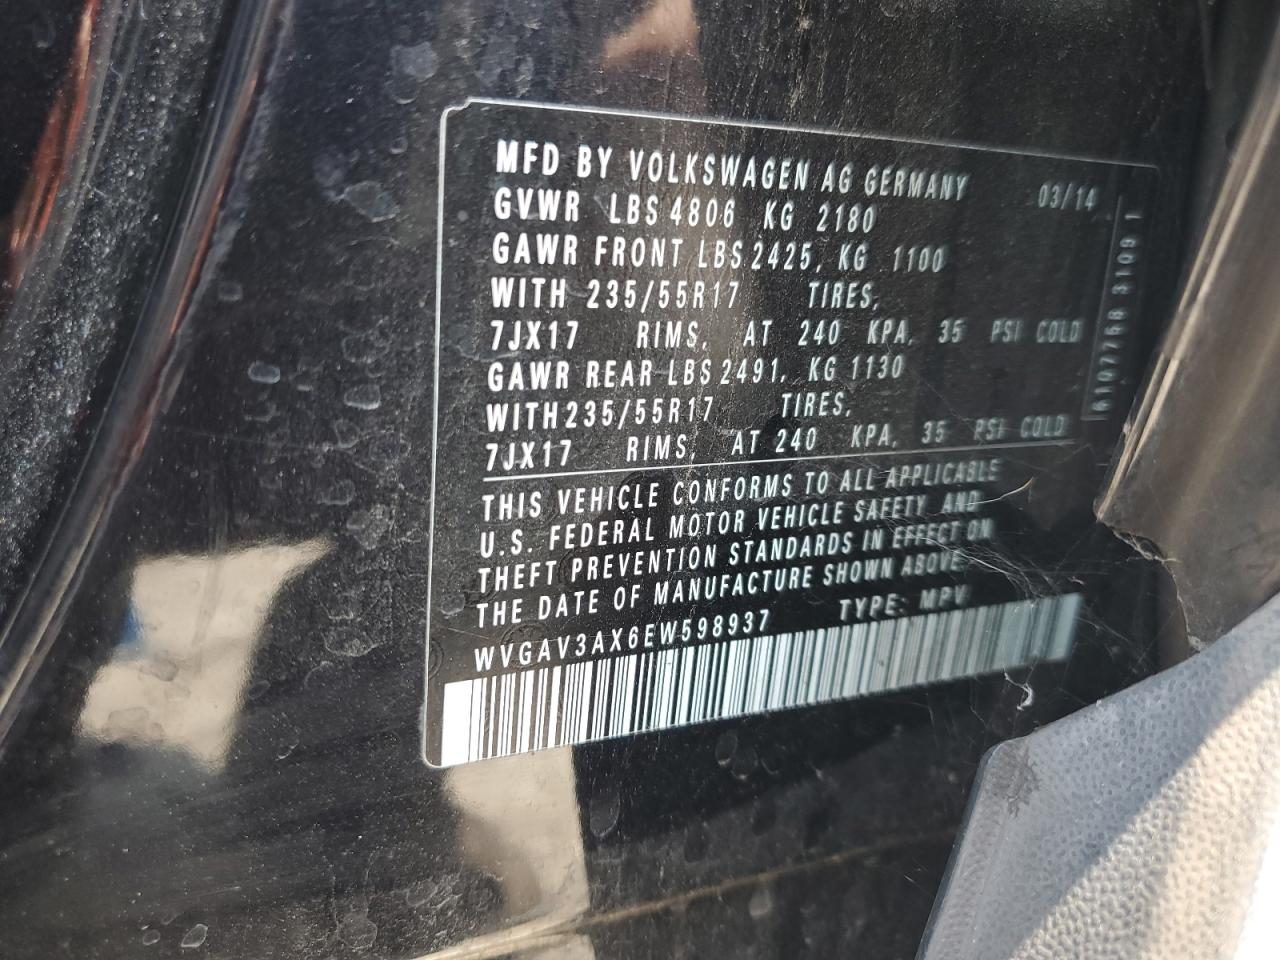 MFD BY VOLKSWAGEN AG GERMANY 03/14
GVWR LBS 4806 KG 2180
GAWR FRONT LBS 2425, KG 1100
WITH 235/55R17 TIRES,
7JX17 RIMS, AT 240 KPA, 35 PSI COLD
GAWR REAR LBS 2491, KG 1130
WITH 235/55R17 TIRES,
7JX17 RIMS, AT 240 KPA, 35 PSI COLD
THIS VEHICLE CONFORMS TO ALL APPLICABLE
U.S. FEDERAL MOTOR VEHICLE SAFETY AND
THEFT PREVENTION STANDARDS IN EFFECT ON
THE DATE OF MANUFACTURE SHOWN ABOVE
WVGAV3AX6EW598937 TYPE: MPV